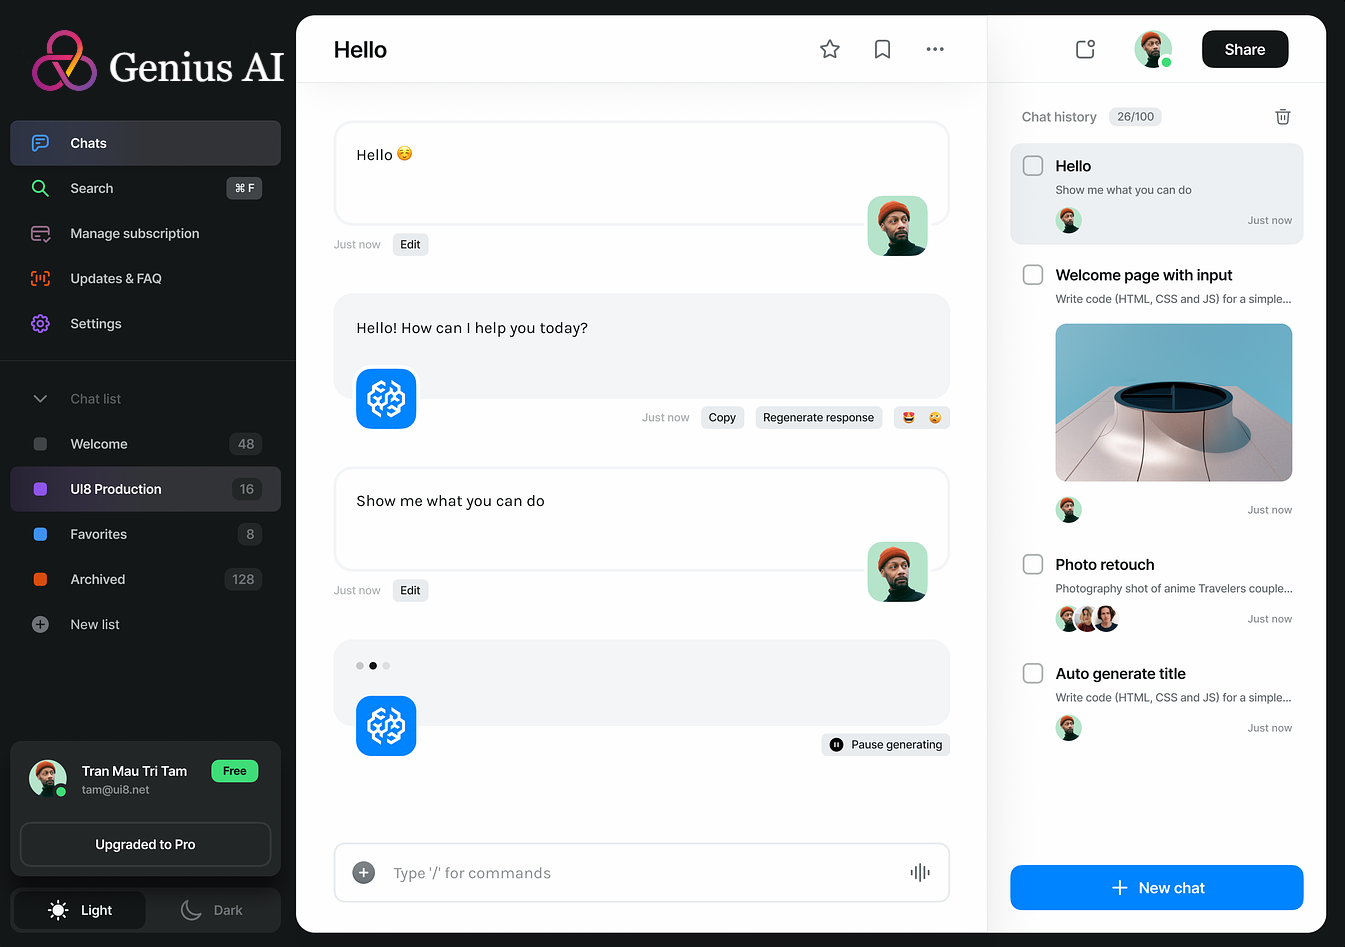 Genius AI
Chats
Search
⌘ F
Manage subscription
Updates & FAQ
Settings
Chat list
Welcome
48
UI8 Production
16
Favorites
8
Archived
128
New list
Tran Mau Tri Tam
Free
tam@ui8.net
Upgraded to Pro
Light
Dark
Hello
Hello ☺️
Just now
Edit
Hello! How can I help you today?
Just now
Copy
Regenerate response
Show me what you can do
Just now
Edit
Pause generating
Type '/' for commands
Share
Chat history
26/100
Hello
Show me what you can do
Just now
Welcome page with input
Write code (HTML, CSS and JS) for a simple...
Just now
Photo retouch
Photography shot of anime Travelers couple...
Just now
Auto generate title
Write code (HTML, CSS and JS) for a simple...
Just now
New chat